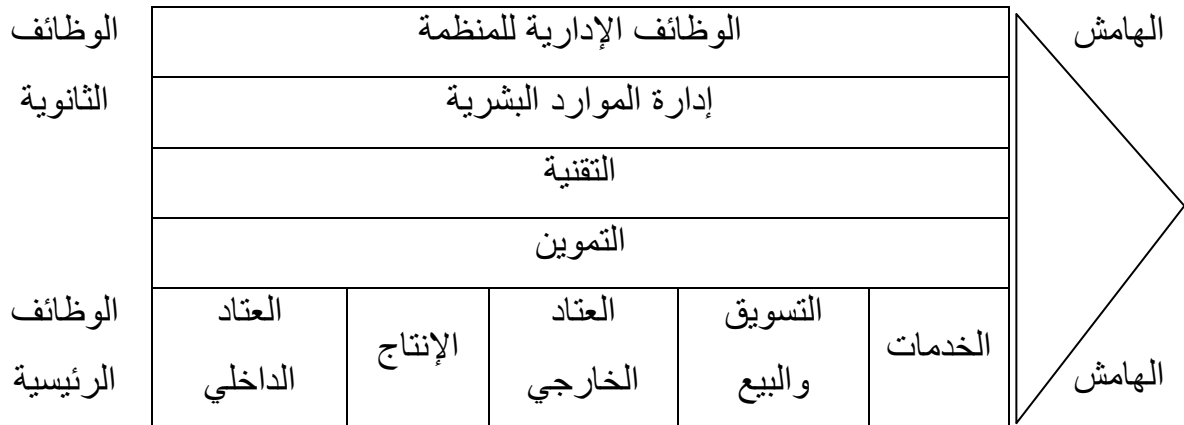 الهامش
الوظائف الإدارية للمنظمة
الوظائف
إدارة الموارد البشرية
الثانوية
التقنية
التموين
الخدمات
التسويق
والبيع
العتاد
الخارجي
الإنتاج
العتاد
الداخلي
الوظائف
الرئيسية
الهامش